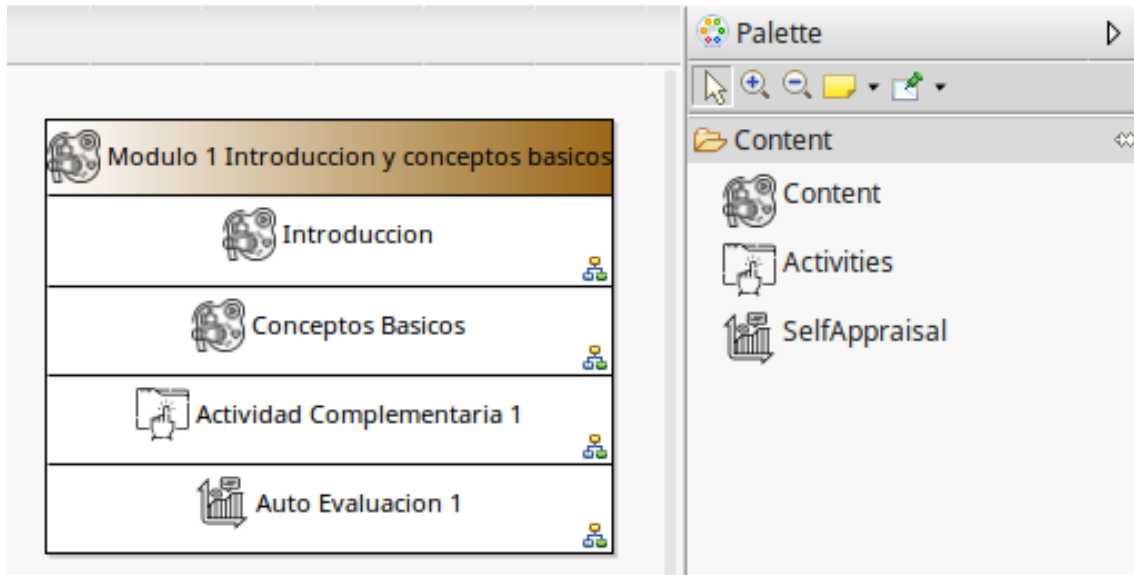 Modulo 1 Introduccion y conceptos basicos
Introduccion
Conceptos Basicos
Actividad Complementaria 1
Auto Evaluacion 1
Palette
Content
Content
Activities
SelfAppraisal